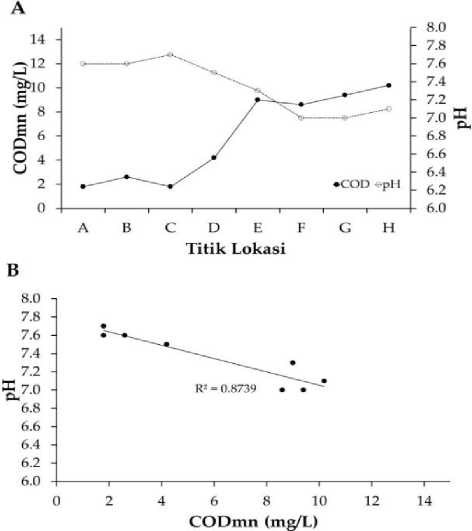 A
14
12
10
8
6
4
2
0
CODmn (mg/L)
8.0
7.8
7.6
7.4
7.2
7.0
6.8
6.6
6.4
6.2
6.0
pH
COD pH
A B C D E F G H
Titik Lokasi
B
8.0
7.8
7.6
7.4
7.2
7.0
6.8
6.6
6.4
6.2
6.0
pH
R² = 0.8739
0 2 4 6 8 10 12 14
CODmn (mg/L)